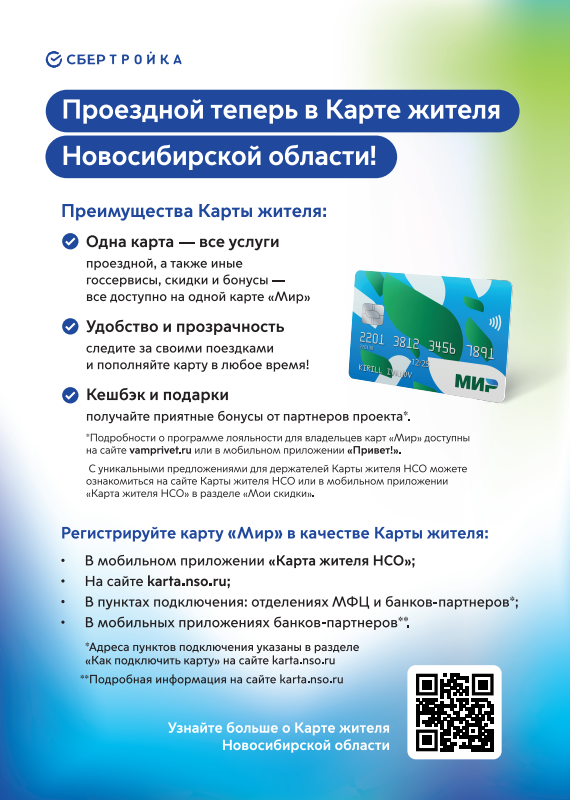 СБЕРТРОЙКА
Проездной теперь в Карте жителя
Новосибирской области!
Преимущества Карты жителя:
Одна карта — все услуги
проездной, а также иные
госсервисы, скидки и бонусы —
все доступно на одной карте «Мир»
Удобство и прозрачность
следите за своими поездками
и пополняйте карту в любое время!
2201 3812 3456 7891
12/25
KIRILL IVANOV
МИР
Кешбэк и подарки
получайте приятные бонусы от партнеров проекта*.
*Подробности о программе лояльности для владельцев карт «Мир» доступны
на сайте vamprivet.ru или в мобильном приложении «Привет!».
С уникальными предложениями для держателей Карты жителя НСО можете
ознакомиться на сайте Карты жителя НСО или в мобильном приложении
«Карта жителя НСО» в разделе «Мои скидки».
Регистрируйте карту «Мир» в качестве Карты жителя:
• В мобильном приложении «Карта жителя НСО»;
• На сайте karta.nso.ru;
• В пунктах подключения: отделениях МФЦ и банков-партнеров*;
• В мобильных приложениях банков-партнеров**.
*Адреса пунктов подключения указаны в разделе
«Как подключить карту» на сайте karta.nso.ru
**Подробная информация на сайте karta.nso.ru
Узнайте больше о Карте жителя
Новосибирской области